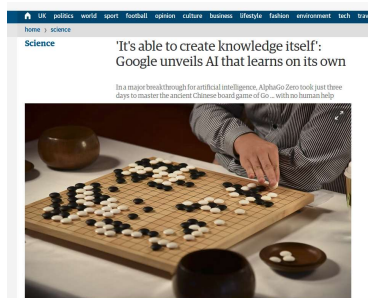 UK politics world sport football opinion culture business lifestyle fashion environment tech
home › science
Science
'It's able to create knowledge itself':
Google unveils AI that learns on its own
In a major breakthrough for artificial intelligence, AlphaGo Zero took just three
days to master the ancient Chinese board game of Go ... with no human help